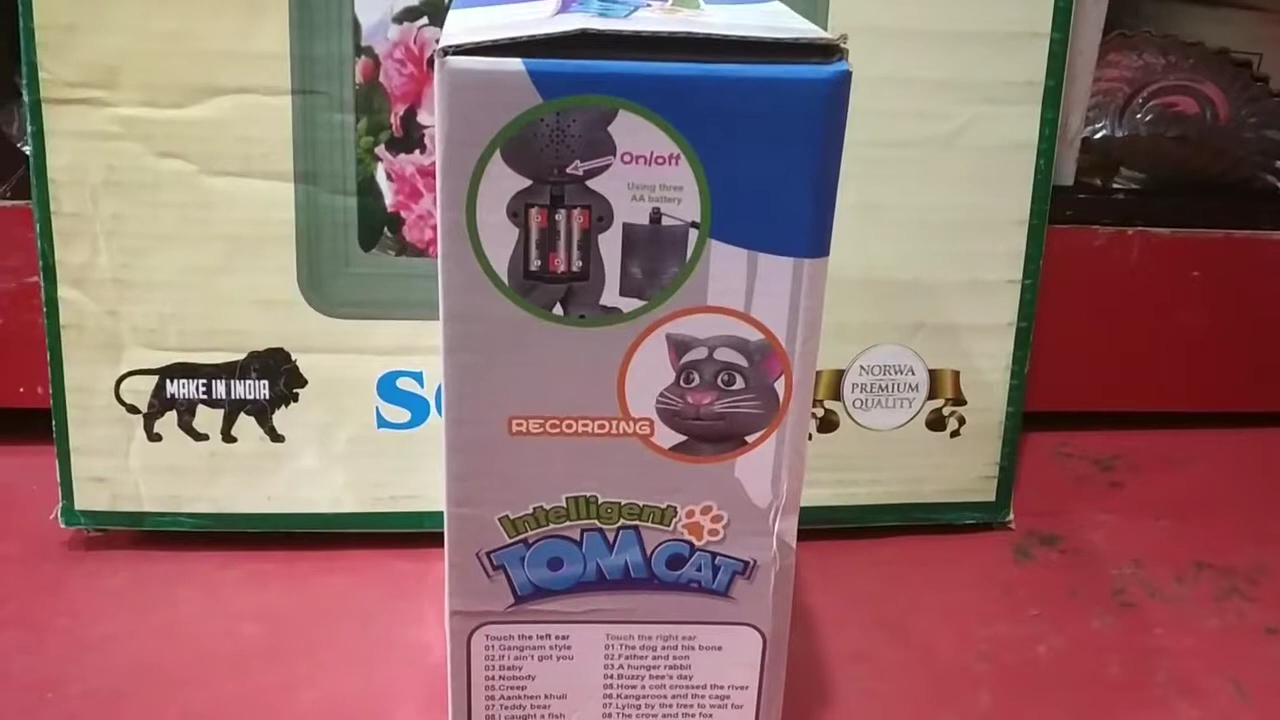 On/off
Using three
AA battery
MAKE IN INDIA
NORWA
PREMIUM
QUALITY
RECORDING
Intelligent
TOM CAT
Touch the left ear
01.Gangnam style
02.If i ain't got you
03.Baby
04.Nobody
05.Creep
06.Aankhen khuli
07.Teddy bear
08.I caught a fish
Touch the right ear
01.The dog and his bone
02.Father and son
03.A hunger rabbit
04.Buzzy bee's day
05.How a colt crossed the river
06.Kangaroos and the cage
07.Lying by the tree to wait for
08.The crow and the fox